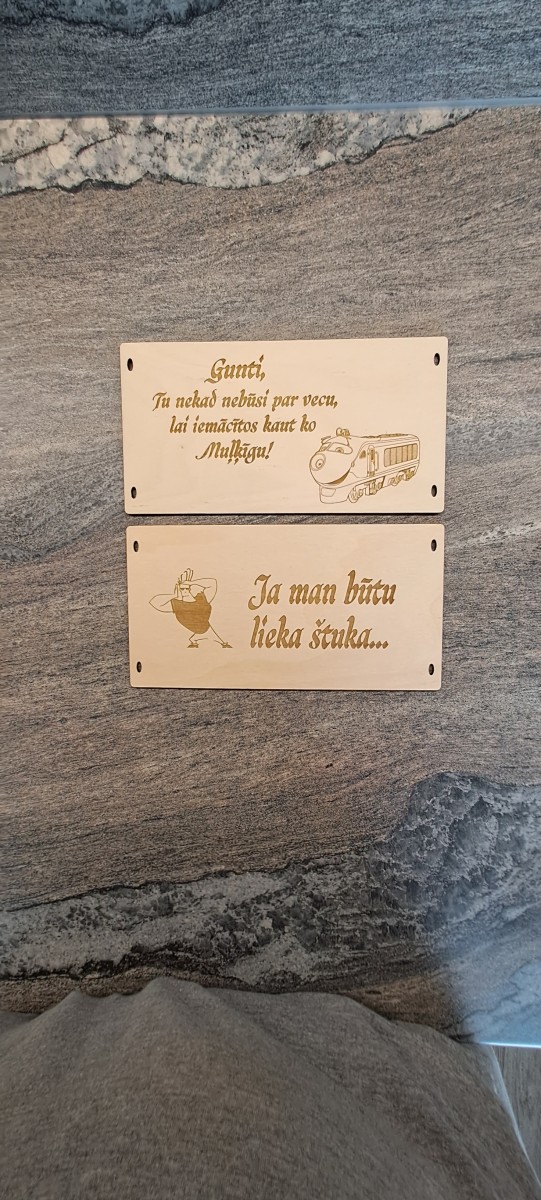 Gunti,
Tu nekad nebūsi par vecu,
lai iemācītos kaut ko
Muļķīgu!
Ja man būtu
lieka štuka...